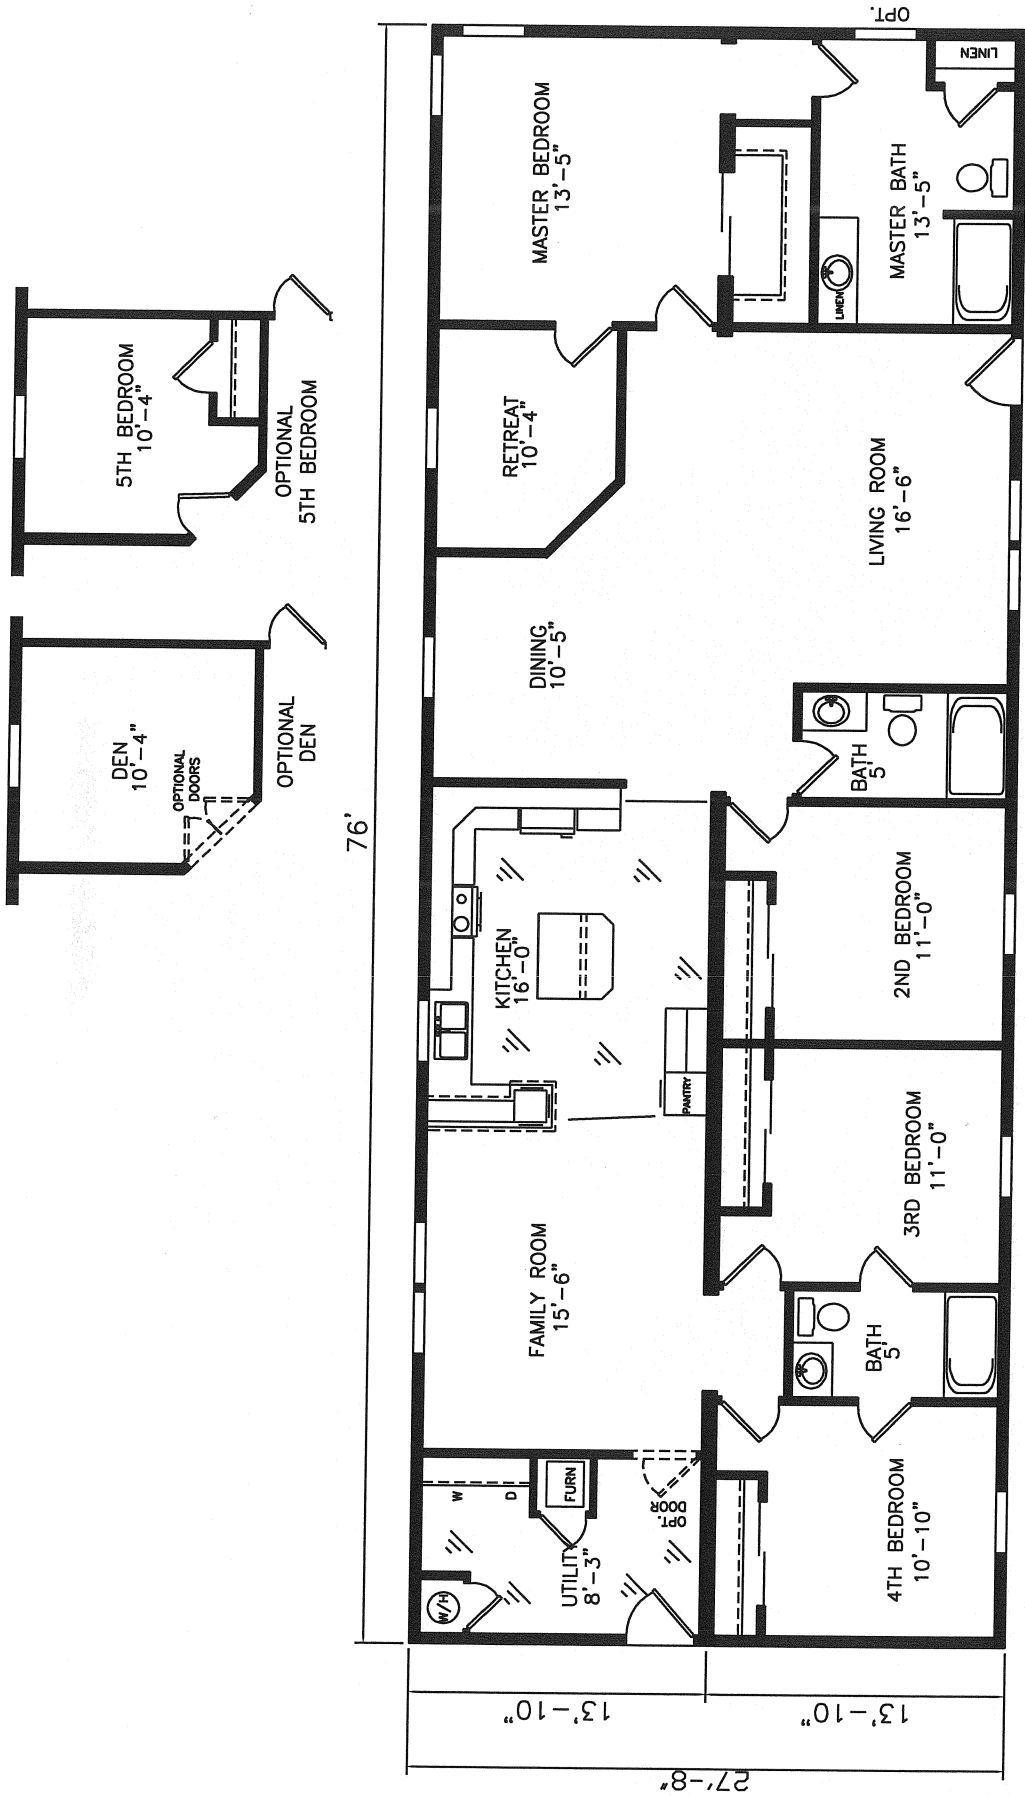 5TH BEDROOM
10'-4"
OPTIONAL
5TH BEDROOM
DEN
10'-4"
OPTIONAL
DOORS
OPTIONAL
DEN
76'
OPT.
MASTER BEDROOM
13'-5"
LINEN
MASTER BATH
13'-5"
LINEN
RETREAT
10'-4"
LIVING ROOM
16'-6"
DINING
10'-5"
BATH
5'
KITCHEN
16'-0"
PANTRY
2ND BEDROOM
11'-0"
3RD BEDROOM
11'-0"
FAMILY ROOM
15'-6"
BATH
5'
W
D
FURN
OPT.
DOOR
UTILIT
8'-3"
W/H
4TH BEDROOM
10'-10"
13'-10"
13'-10"
27'-8"